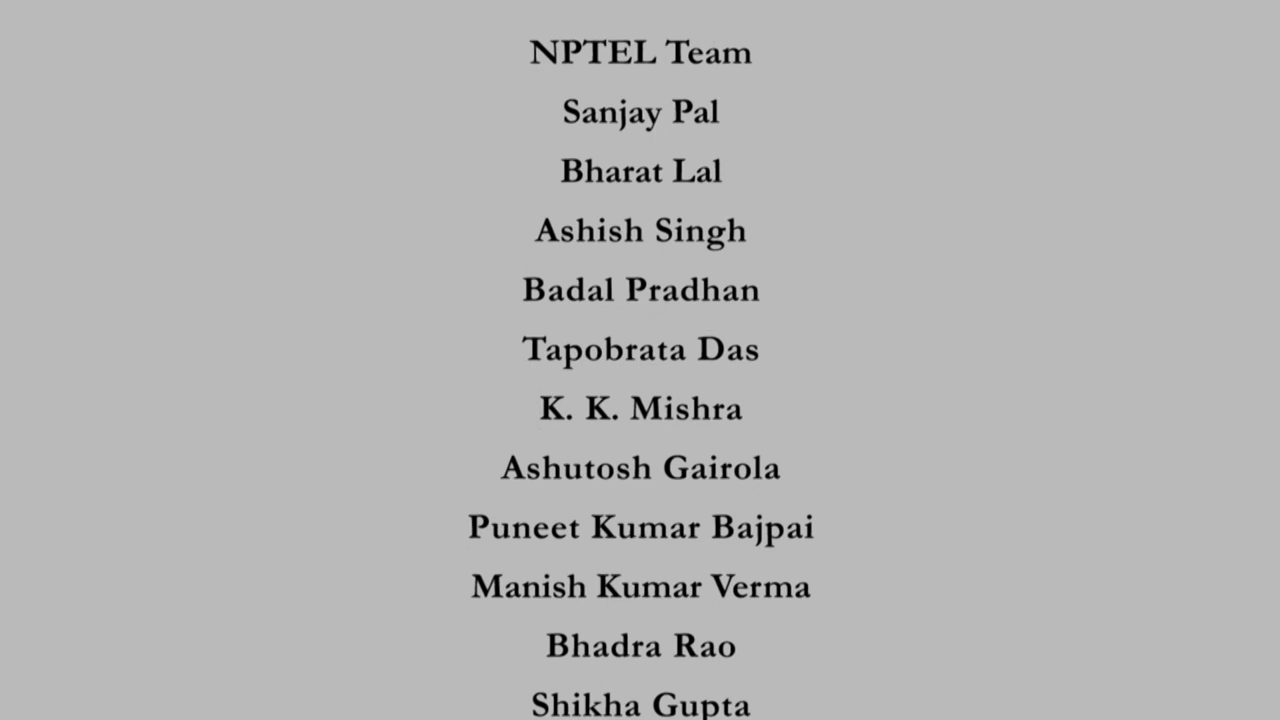 NPTEL Team
Sanjay Pal
Bharat Lal
Ashish Singh
Badal Pradhan
Tapobrata Das
K. K. Mishra
Ashutosh Gairola
Puneet Kumar Bajpai
Manish Kumar Verma
Bhadra Rao
Shikha Gupta